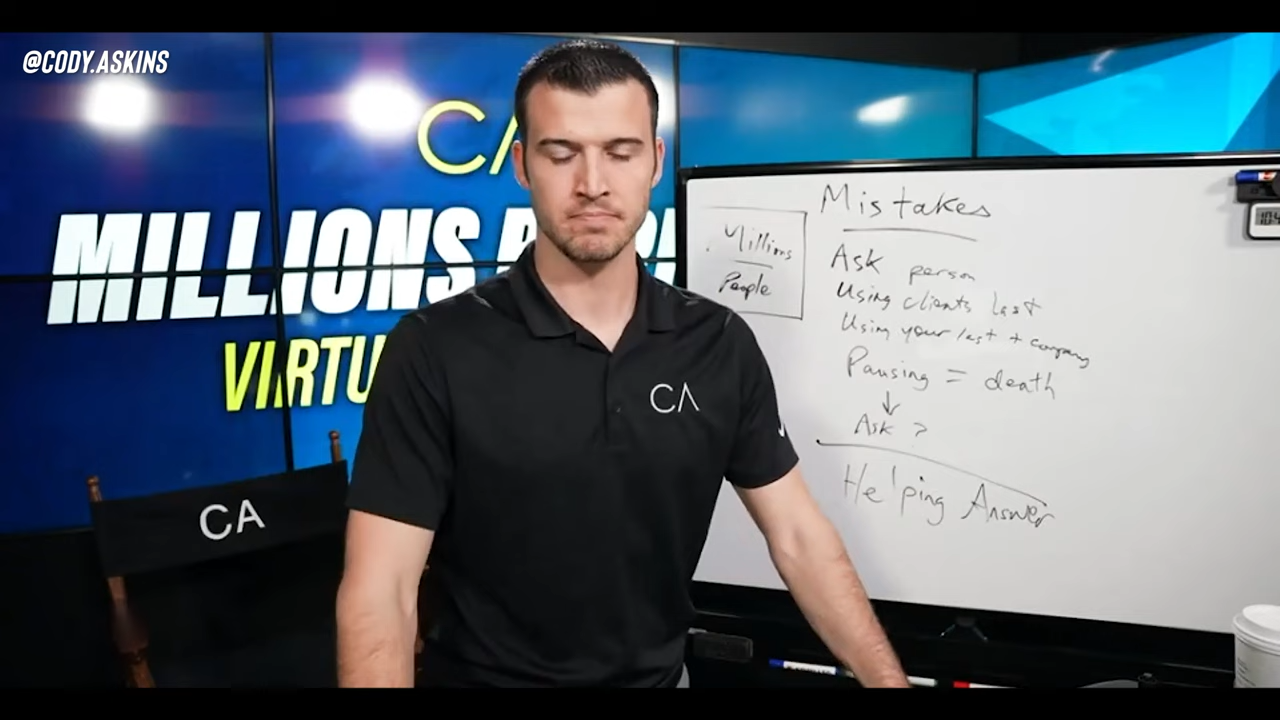 @CODY.ASKINS
CA
MILLIONS
VIRTU
CA
CA
Millions
People
Mistakes
Ask person
Using clients last
Using your last + company
Pausing = death
Ask ?
Helping Answer